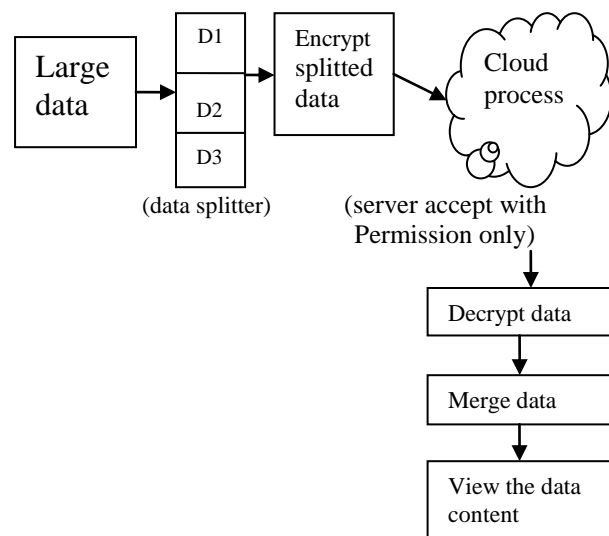 Large
data
D1
D2
D3
(data splitter)
Encrypt
splitted
data
Cloud
process
(server accept with
Permission only)
Decrypt data
Merge data
View the data
content